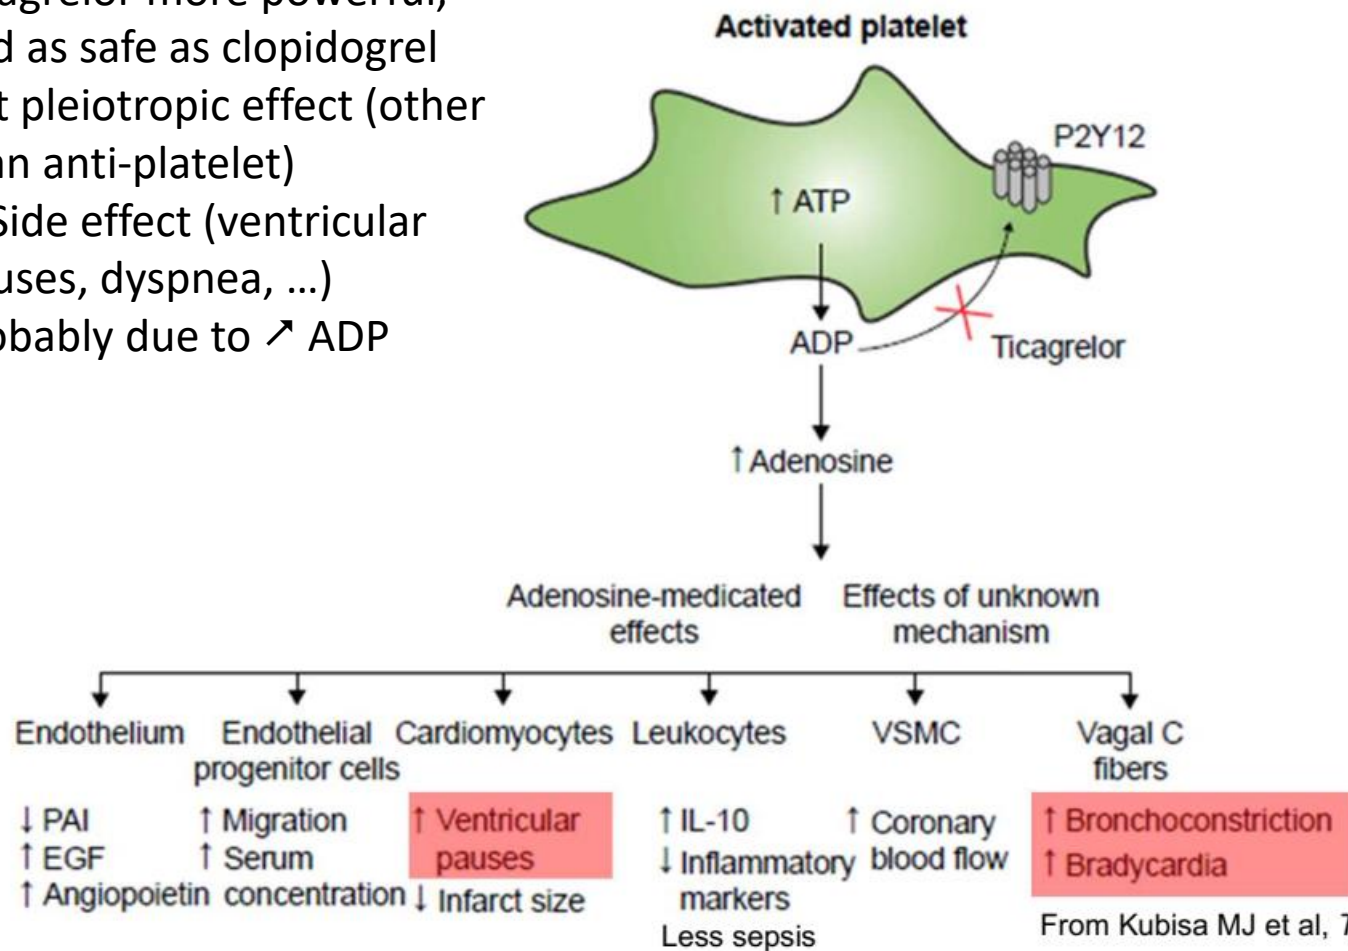 agrelor more powerful,
d as safe as clopidogrel
t pleiotropic effect (other
an anti-platelet)
Side effect (ventricular
uses, dyspnea, ...)
obably due to ↗ ADP
Activated platelet
P2Y12
↑ ATP
ADP
Ticagrelor
↑ Adenosine
Adenosine-medicated
effects
Effects of unknown
mechanism
Endothelium
↓ PAI
↑ EGF
↑ Angiopoietin
Endothelial
progenitor cells
↑ Migration
↑ Serum
concentration
Cardiomyocytes
↑ Ventricular
pauses
↓ Infarct size
Leukocytes
↑ IL-10
↓ Inflammatory
markers
Less sepsis
VSMC
↑ Coronary
blood flow
Vagal C
fibers
↑ Bronchoconstriction
↑ Bradycardia
From Kubisa MJ et al,